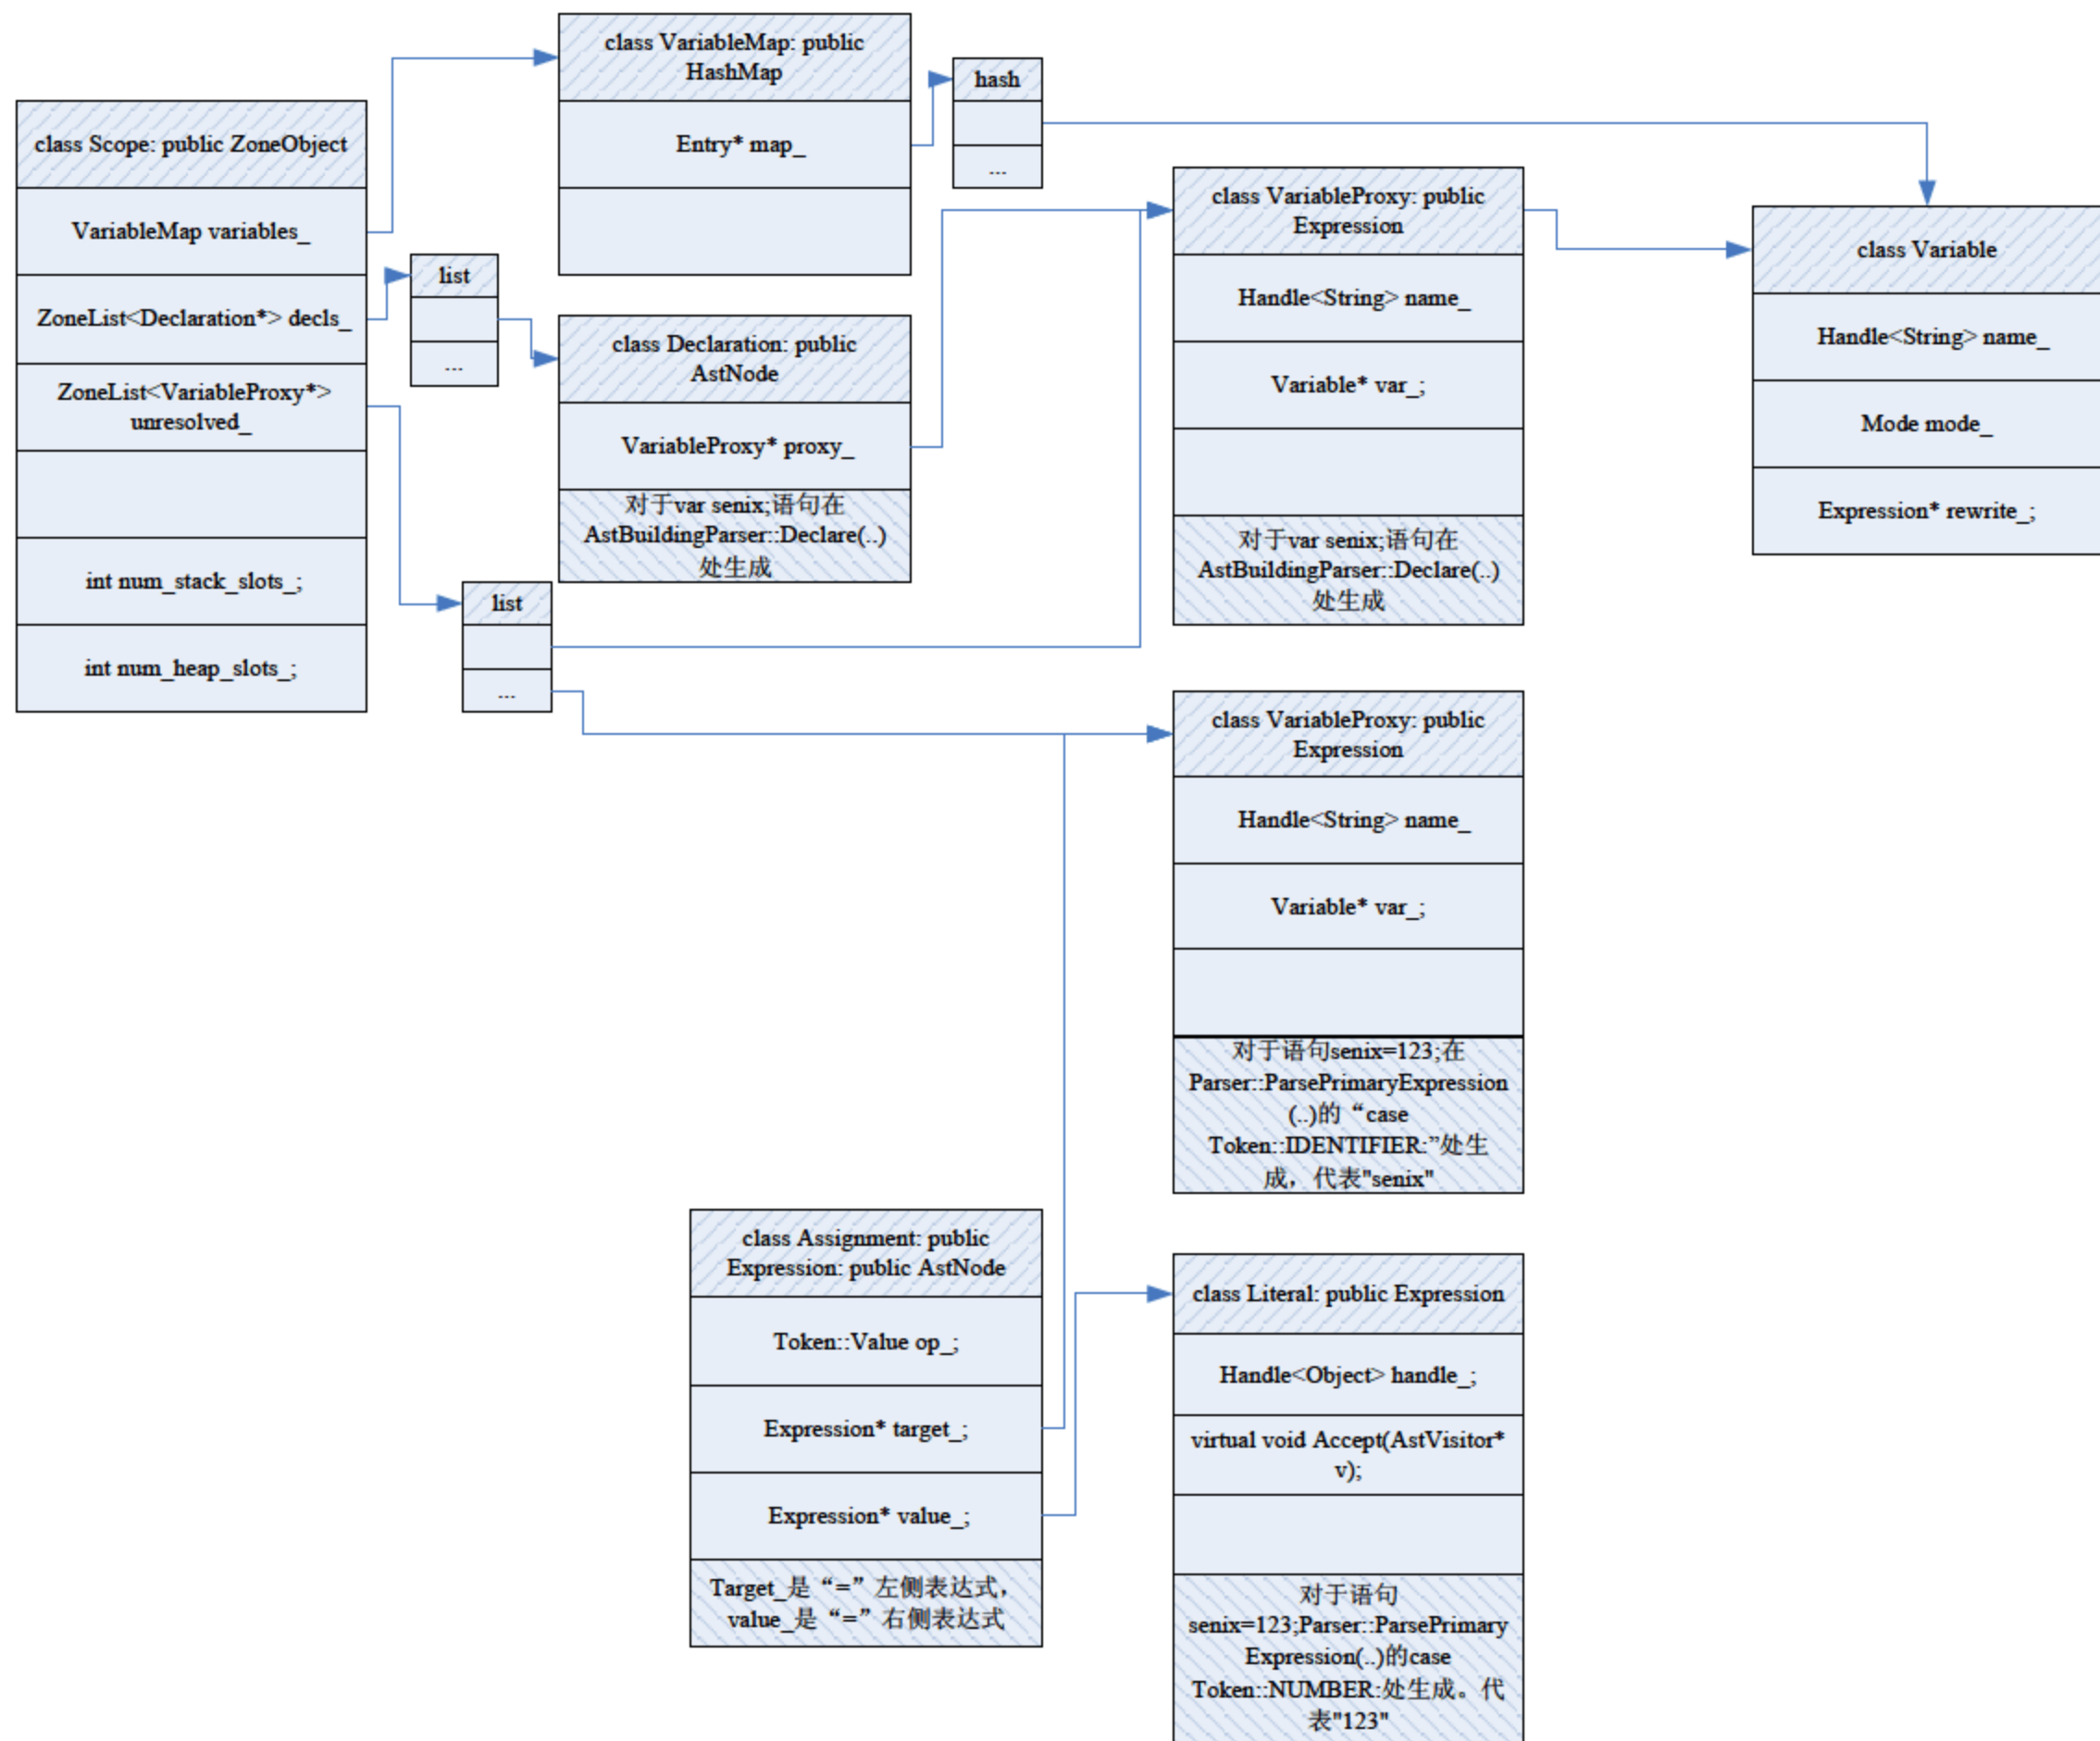 class Scope: public ZoneObject
VariableMap variables_
ZoneList<Declaration*> decls_
ZoneList<VariableProxy*>
unresolved_
int num_stack_slots_;
int num_heap_slots_;
list
...
list
...
class VariableMap: public
HashMap
Entry* map_
hash
...
class Declaration: public
AstNode
VariableProxy* proxy_
对于var senix;语句在
AstBuildingParser::Declare(..)
处生成
class VariableProxy: public
Expression
Handle<String> name_
Variable* var_;
对于var senix;语句在
AstBuildingParser::Declare(..)
处生成
class Variable
Handle<String> name_
Mode mode_
Expression* rewrite_;
class VariableProxy: public
Expression
Handle<String> name_
Variable* var_;
对于语句senix=123;在
Parser::ParsePrimaryExpression
(..)的“case
Token::IDENTIFIER:”处生
成，代表"senix"
class Assignment: public
Expression: public AstNode
Token::Value op_;
Expression* target_;
Expression* value_;
Target_是“=”左侧表达式，
value_是“=”右侧表达式
class Literal: public Expression
Handle<Object> handle_;
virtual void Accept(AstVisitor*
v);
对于语句
senix=123;Parser::ParsePrimary
Expression(..)的case
Token::NUMBER:处生成。代
表"123"